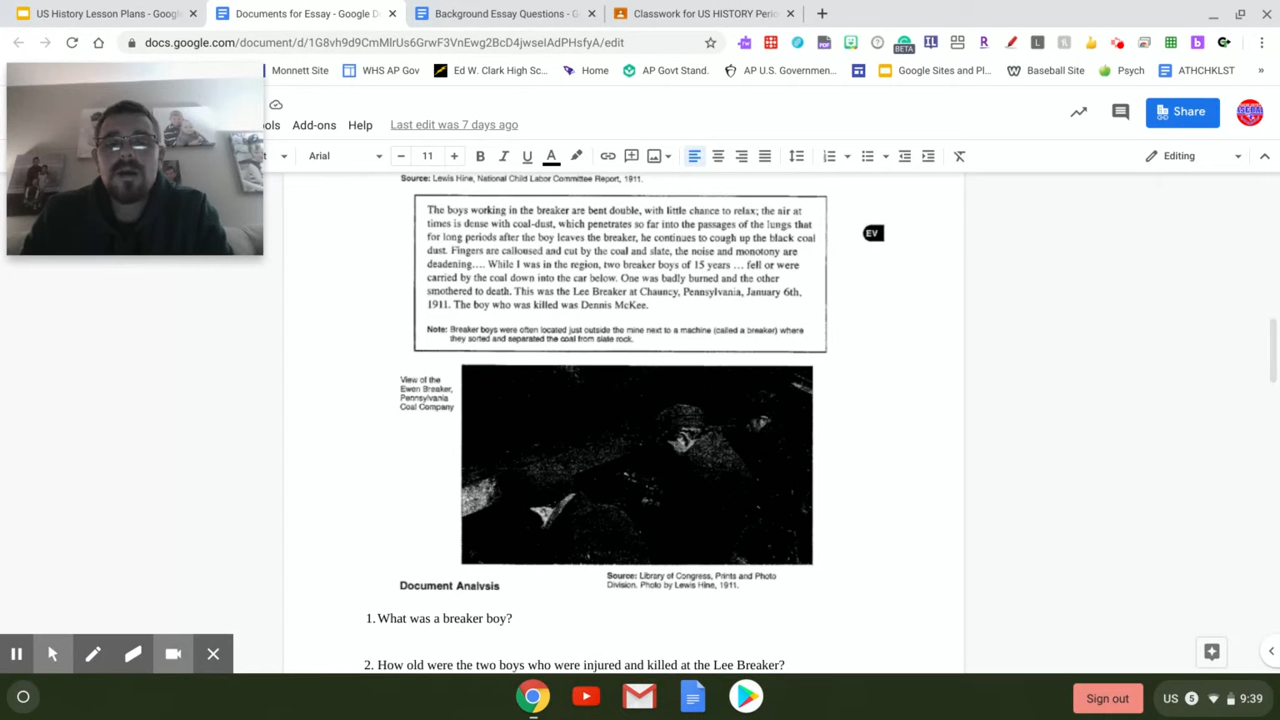 US History Lesson Plans - Google
Documents for Essay - Google D
Background Essay Questions - G
Classwork for US HISTORY Perio
docs.google.com/document/d/1G8vh9d9CmMlrUs6GrwF3VnEwg2BcD4jwseIAdPHsfyA/edit
BETA
Monnett Site
WHS AP Gov
Ed W. Clark High Sc...
Home
AP Govt Stand.
AP U.S. Governmen...
Google Sites and Pl...
Baseball Site
Psych
ATHCHKLST
ols
Add-ons
Help
Last edit was 7 days ago
Share
Arial
11
Editing
Source: Lewis Hine, National Child Labor Committee Report, 1911.
The boys working in the breaker are bent double, with little chance to relax; the air at
times is dense with coal-dust, which penetrates so far into the passages of the lungs that
for long periods after the boy leaves the breaker, he continues to cough up the black coal
dust. Fingers are calloused and cut by the coal and slate, the noise and monotony are
deadening.... While I was in the region, two breaker boys of 15 years ... fell or were
carried by the coal down into the car below. One was badly burned and the other
smothered to death. This was the Lee Breaker at Chauncy, Pennsylvania, January 6th,
1911. The boy who was killed was Dennis McKee.
Note: Breaker boys were often located just outside the mine next to a machine (called a breaker) where
they sorted and separated the coal from slate rock.
EV
View of the
Ewen Breaker,
Pennsylvania
Coal Company
Source: Library of Congress, Prints and Photo
Division. Photo by Lewis Hine, 1911.
Document Analysis
1. What was a breaker boy?
2. How old were the two boys who were injured and killed at the Lee Breaker?
Sign out
US
5
9:39